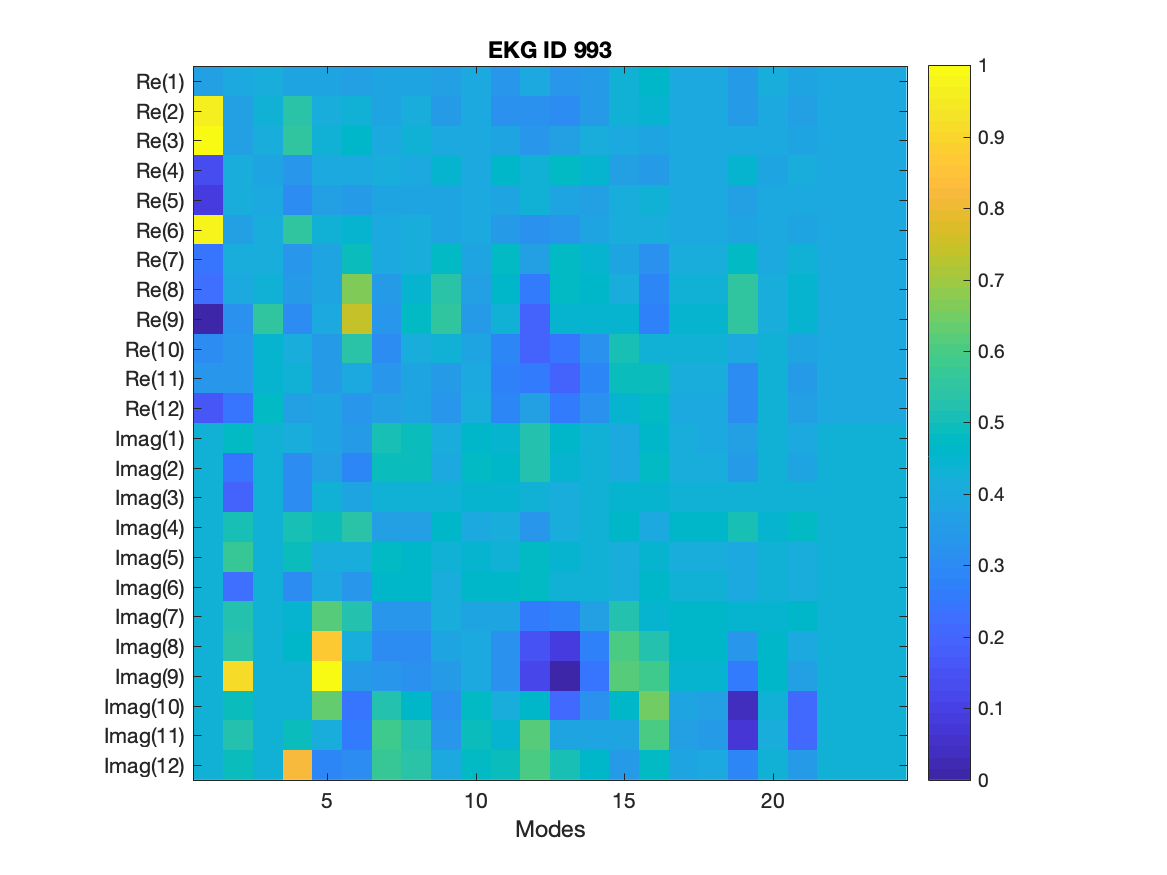 EKG ID 993
Re(1)
Re(2)
Re(3)
Re(4)
Re(5)
Re(6)
Re(7)
Re(8)
Re(9)
Re(10)
Re(11)
Re(12)
Imag(1)
Imag(2)
Imag(3)
Imag(4)
Imag(5)
Imag(6)
Imag(7)
Imag(8)
Imag(9)
Imag(10)
Imag(11)
Imag(12)
5 10 15 20
Modes
1
0.9
0.8
0.7
0.6
0.5
0.4
0.3
0.2
0.1
0